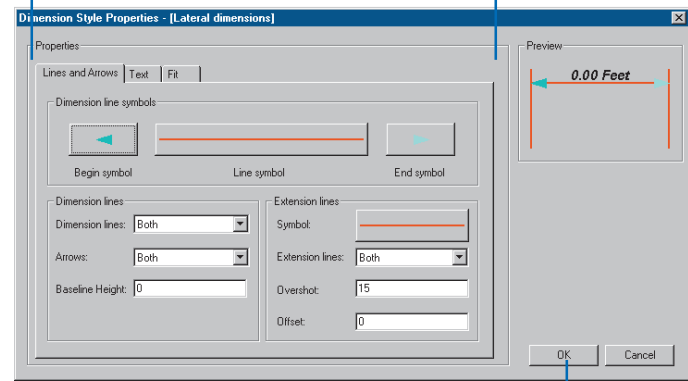 Dimension Style Properties - [Lateral dimensions]
Properties
Lines and Arrows Text Fit
Dimension line symbols
Begin symbol Line symbol End symbol
Dimension lines
Dimension lines: Both
Arrows: Both
Baseline Height: 0
Extension lines
Symbol:
Extension lines: Both
Overshot: 15
Offset: 0
Preview
0.00 Feet
OK Cancel